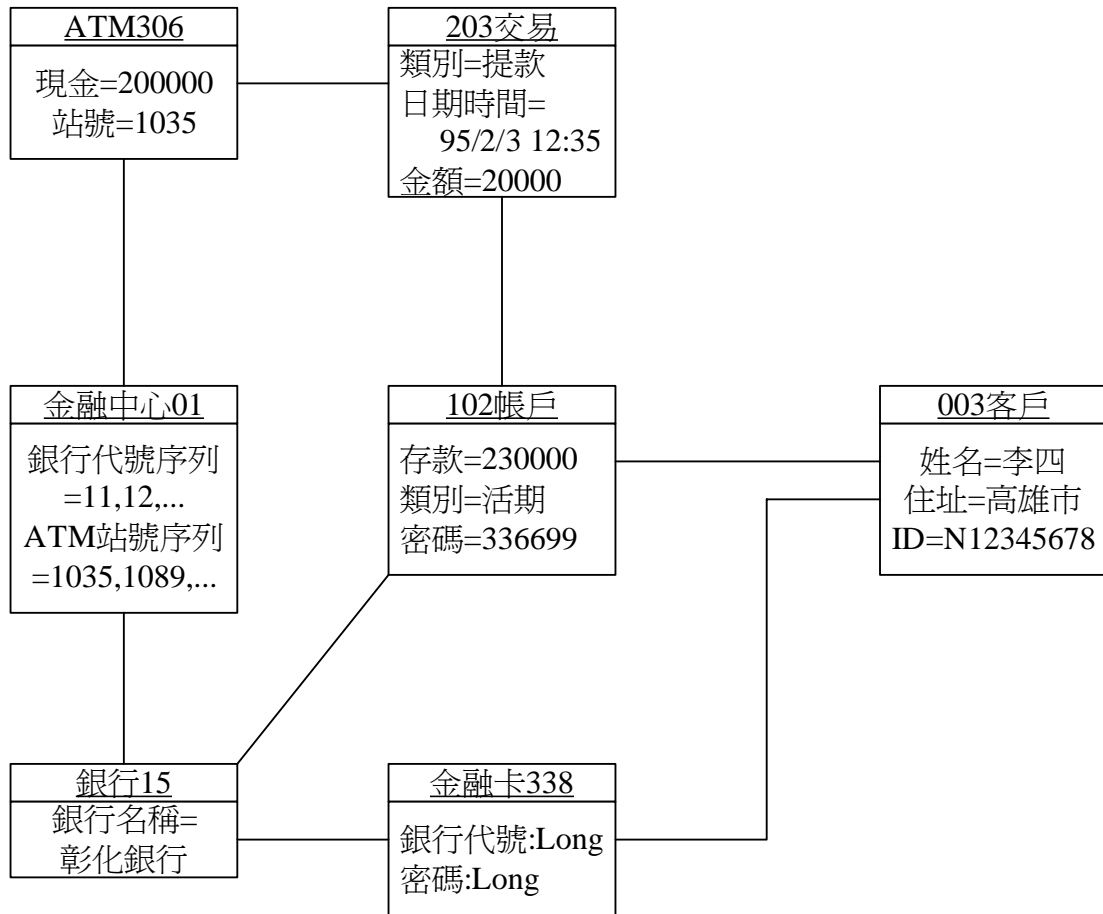 ATM306
現金=200000
站號=1035
203交易
類別=提款
日期時間=
95/2/3 12:35
金額=20000
金融中心01
銀行代號序列
=11,12,...
ATM站號序列
=1035,1089,...
102帳戶
存款=230000
類別=活期
密碼=336699
003客戶
姓名=李四
住址=高雄市
ID=N12345678
銀行15
銀行名稱=
彰化銀行
金融卡338
銀行代號:Long
密碼:Long